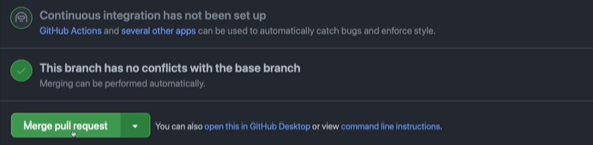 Continuous integration has not been set up
GitHub Actions and several other apps can be used to automatically catch bugs and enforce style.
This branch has no conflicts with the base branch
Merging can be performed automatically.
Merge pull request
You can also open this in GitHub Desktop or view command line instructions.